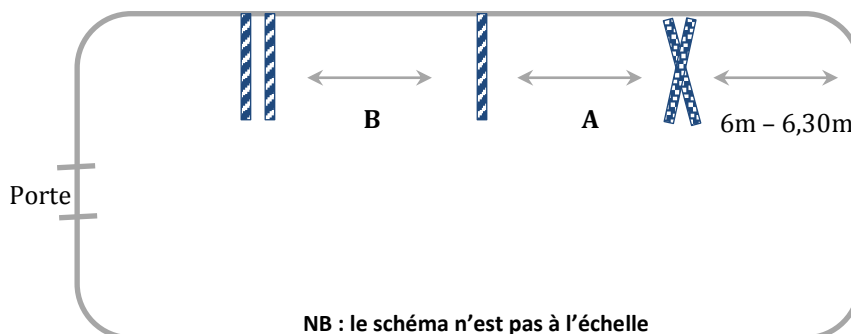 B
A
6m – 6,30m
Porte
NB : le schéma n'est pas à l'échelle